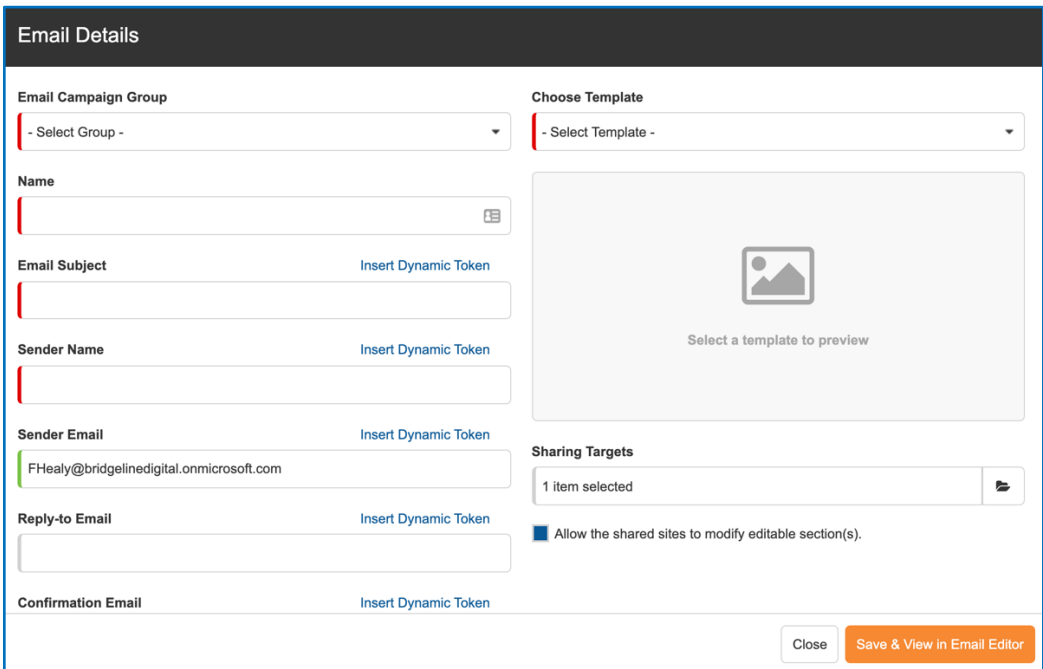 Email Details
Email Campaign Group
- Select Group -
Name
Email Subject Insert Dynamic Token
Sender Name Insert Dynamic Token
Sender Email Insert Dynamic Token
FHealy@bridgelinedigital.onmicrosoft.com
Reply-to Email Insert Dynamic Token
Confirmation Email Insert Dynamic Token
Choose Template
- Select Template -
Select a template to preview
Sharing Targets
1 item selected
Allow the shared sites to modify editable section(s).
Close Save & View in Email Editor